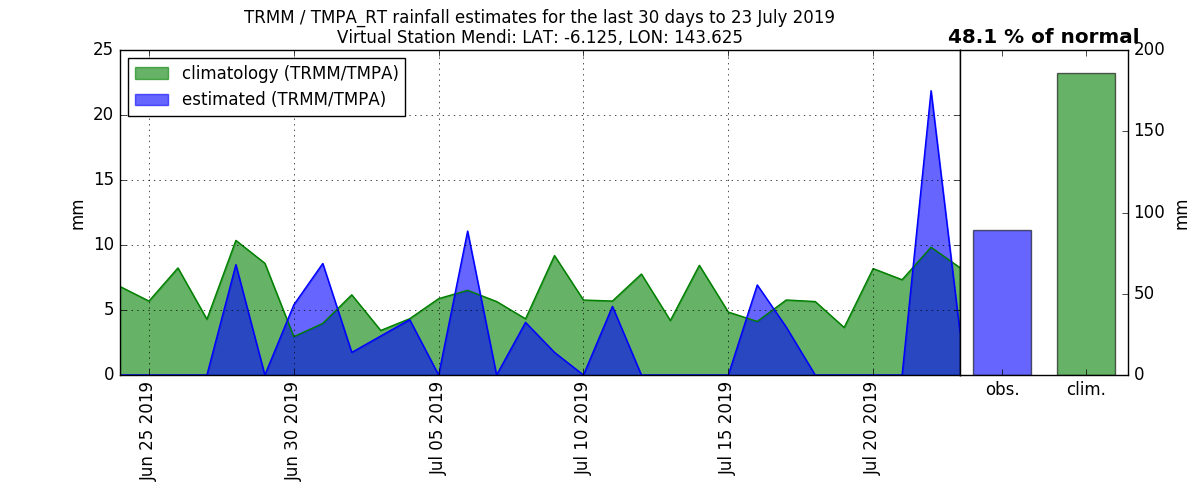 TRMM / TMPA_RT rainfall estimates for the last 30 days to 23 July 2019
Virtual Station Mendi: LAT: -6.125, LON: 143.625
48.1 % of normal
climatology (TRMM/TMPA)
estimated (TRMM/TMPA)
25
20
15
10
5
0
mm
200
150
100
50
0
mm
Jun 25 2019
Jun 30 2019
Jul 05 2019
Jul 10 2019
Jul 15 2019
Jul 20 2019
obs.
clim.